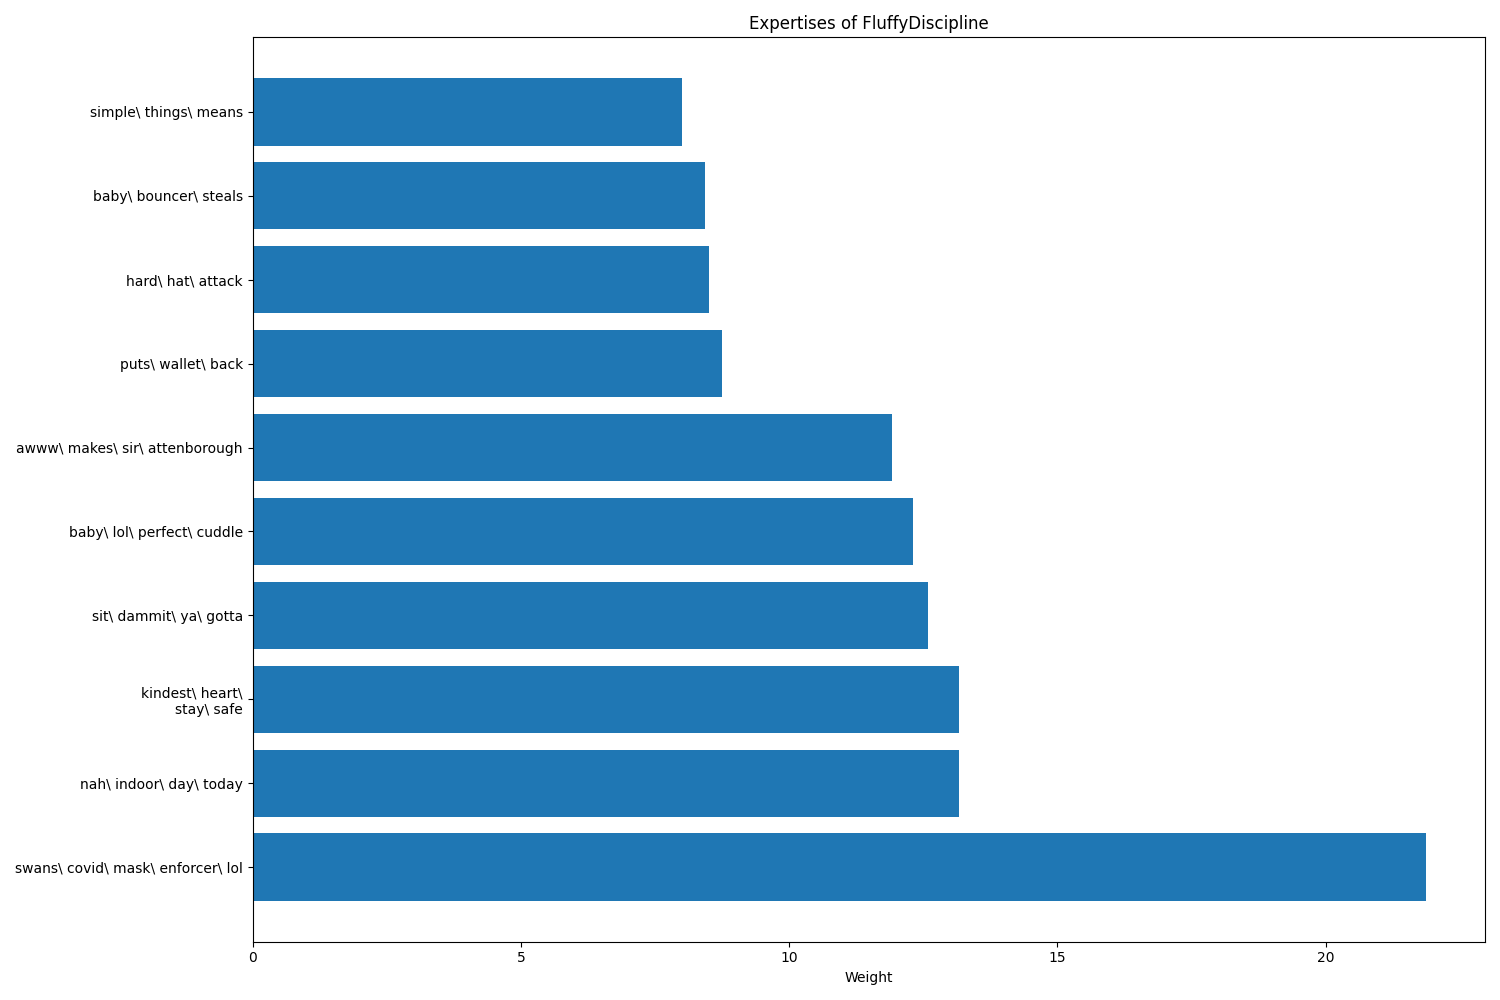 Expertises of FluffyDiscipline
simple\ things\ means
baby\ bouncer\ steals
hard\ hat\ attack
puts\ wallet\ back
awww\ makes\ sir\ attenborough
baby\ lol\ perfect\ cuddle
sit\ dammit\ ya\ gotta
kindest\ heart\
stay\ safe
nah\ indoor\ day\ today
swans\ covid\ mask\ enforcer\ lol
0 5 10 15 20
Weight